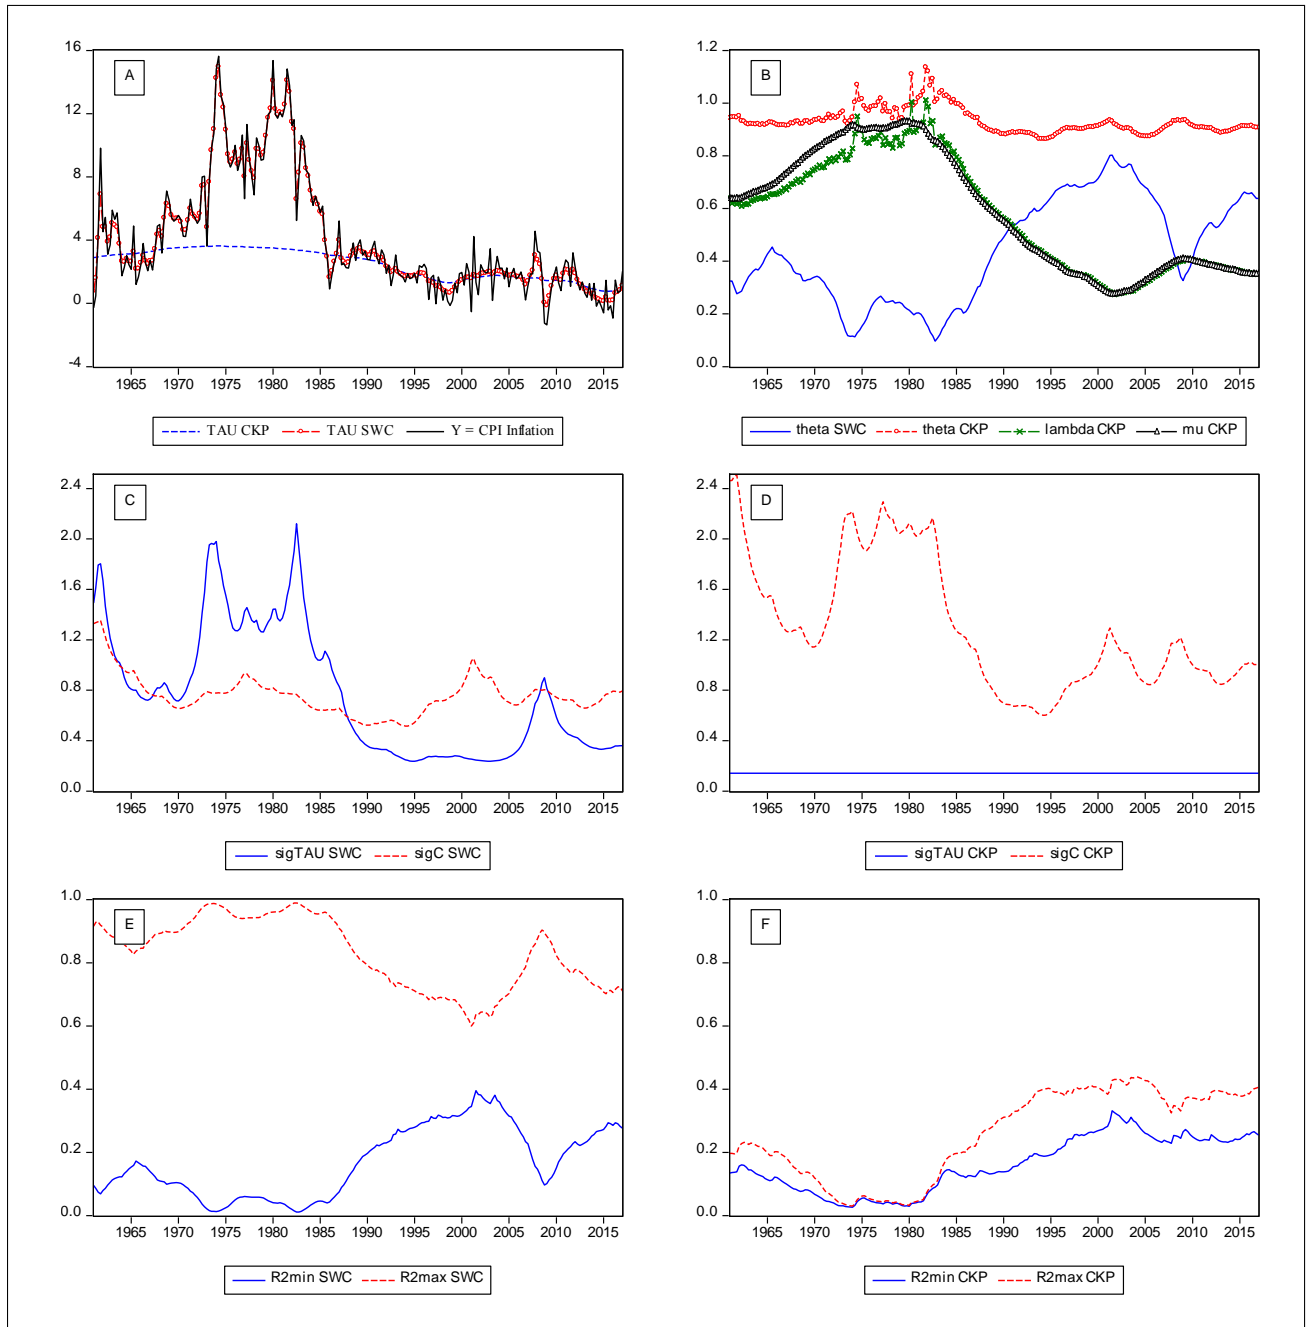 A
16
12
8
4
0
-4
1965 1970 1975 1980 1985 1990 1995 2000 2005 2010 2015
TAU CKP TAU SWC Y = CPI Inflation
B
1.2
1.0
0.8
0.6
0.4
0.2
0.0
1965 1970 1975 1980 1985 1990 1995 2000 2005 2010 2015
theta SWC theta CKP lambda CKP mu CKP
C
2.4
2.0
1.6
1.2
0.8
0.4
0.0
1965 1970 1975 1980 1985 1990 1995 2000 2005 2010 2015
sigTAU SWC sigC SWC
D
2.4
2.0
1.6
1.2
0.8
0.4
0.0
1965 1970 1975 1980 1985 1990 1995 2000 2005 2010 2015
sigTAU CKP sigC CKP
E
1.0
0.8
0.6
0.4
0.2
0.0
1965 1970 1975 1980 1985 1990 1995 2000 2005 2010 2015
R2min SWC R2max SWC
F
1.0
0.8
0.6
0.4
0.2
0.0
1965 1970 1975 1980 1985 1990 1995 2000 2005 2010 2015
R2min CKP R2max CKP